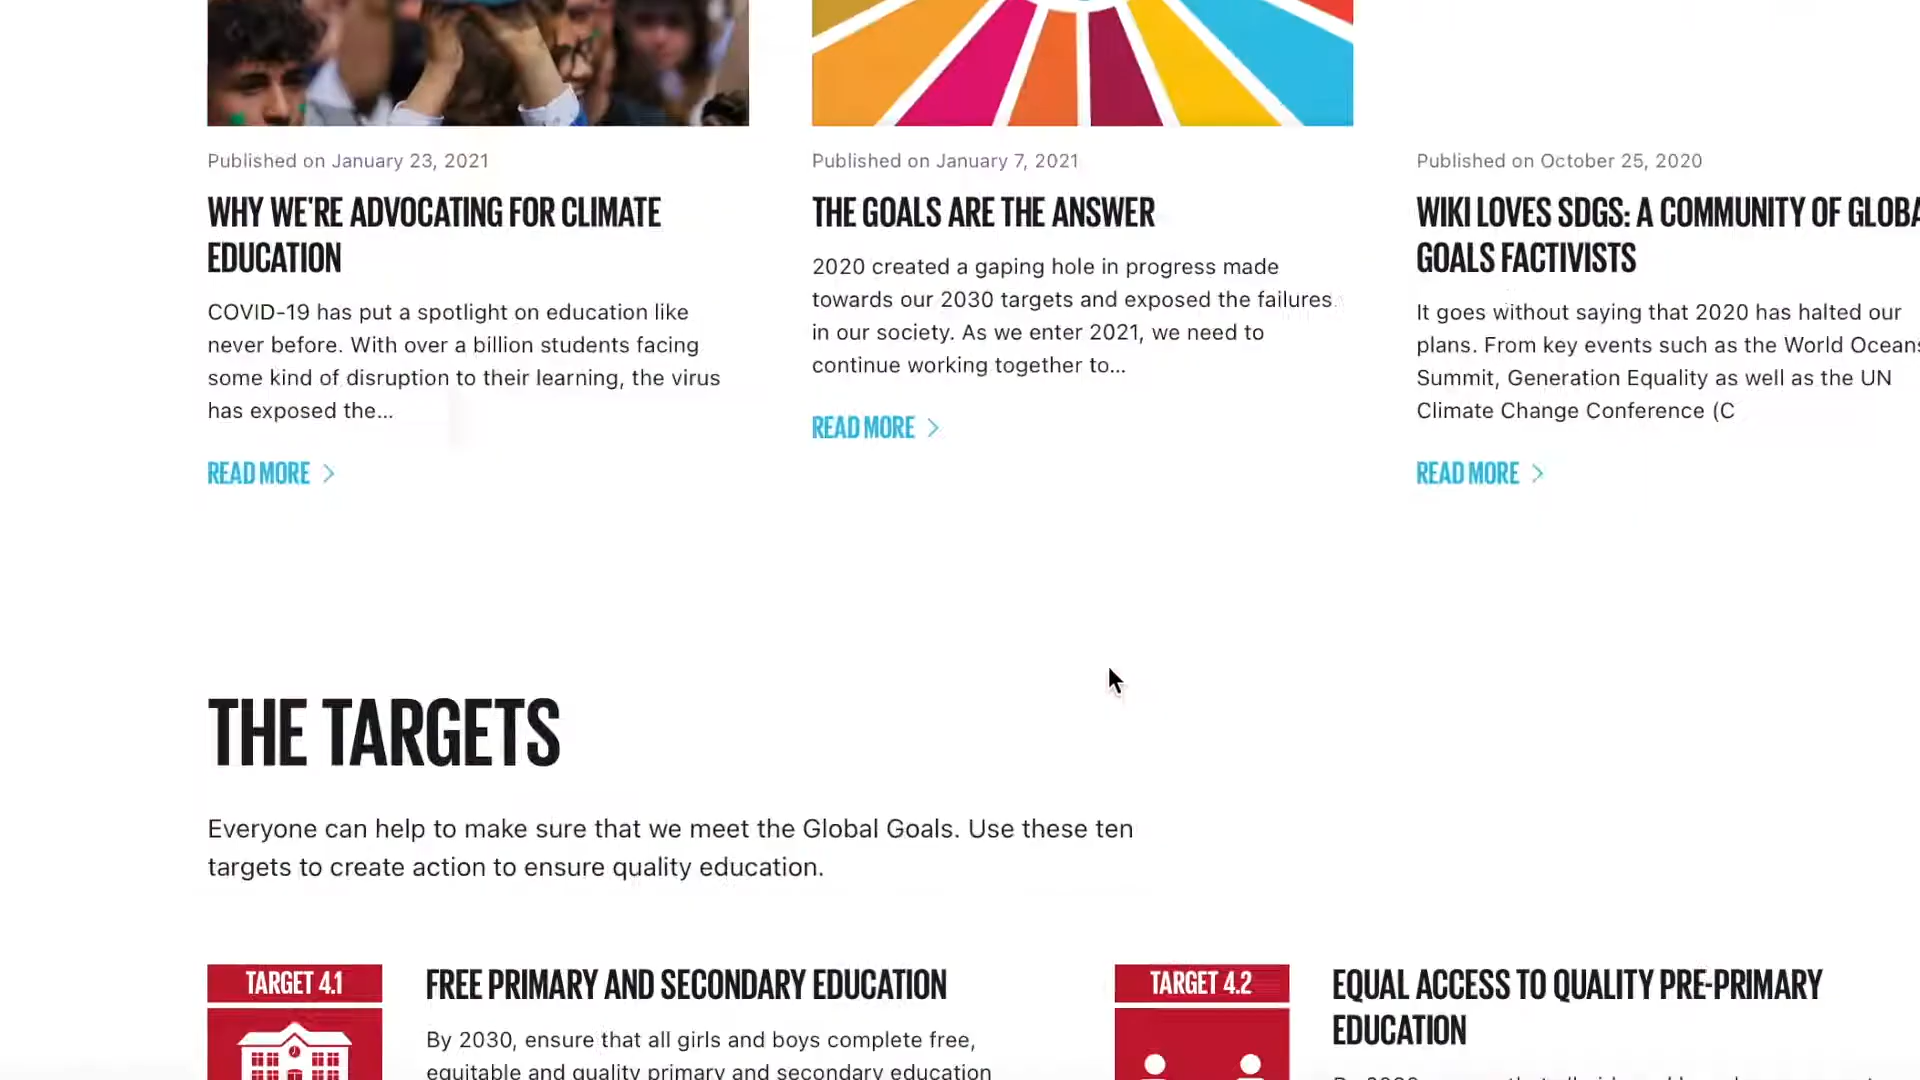 Published on January 23, 2021
WHY WE'RE ADVOCATING FOR CLIMATE
EDUCATION
COVID-19 has put a spotlight on education like
never before. With over a billion students facing
some kind of disruption to their learning, the virus
has exposed the...
READ MORE
Published on January 7, 2021
THE GOALS ARE THE ANSWER
2020 created a gaping hole in progress made
towards our 2030 targets and exposed the failures
in our society. As we enter 2021, we need to
continue working together to...
READ MORE
Published on October 25, 2020
WIKI LOVES SDGS: A COMMUNITY OF GLOBA
GOALS FACTIVISTS
It goes without saying that 2020 has halted our
plans. From key events such as the World Oceans
Summit, Generation Equality as well as the UN
Climate Change Conference (C
READ MORE
THE TARGETS
Everyone can help to make sure that we meet the Global Goals. Use these ten
targets to create action to ensure quality education.
TARGET 4.1
FREE PRIMARY AND SECONDARY EDUCATION
By 2030, ensure that all girls and boys complete free,
equitable and quality primary and secondary education
TARGET 4.2
EQUAL ACCESS TO QUALITY PRE-PRIMARY
EDUCATION